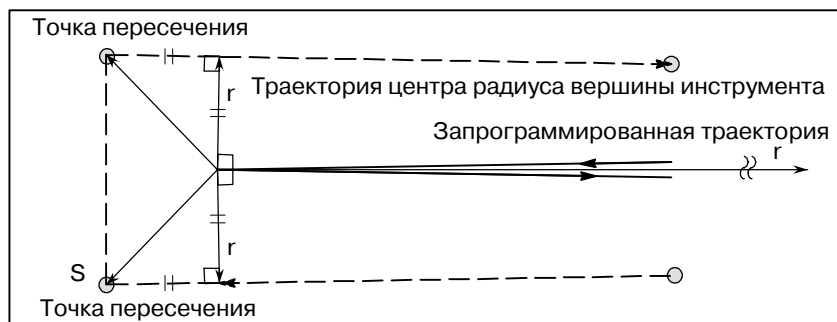 Точка пересечения
r
Траектория центра радиуса вершины инструмента
Запрограммированная траектория
r
r
S
Точка пересечения